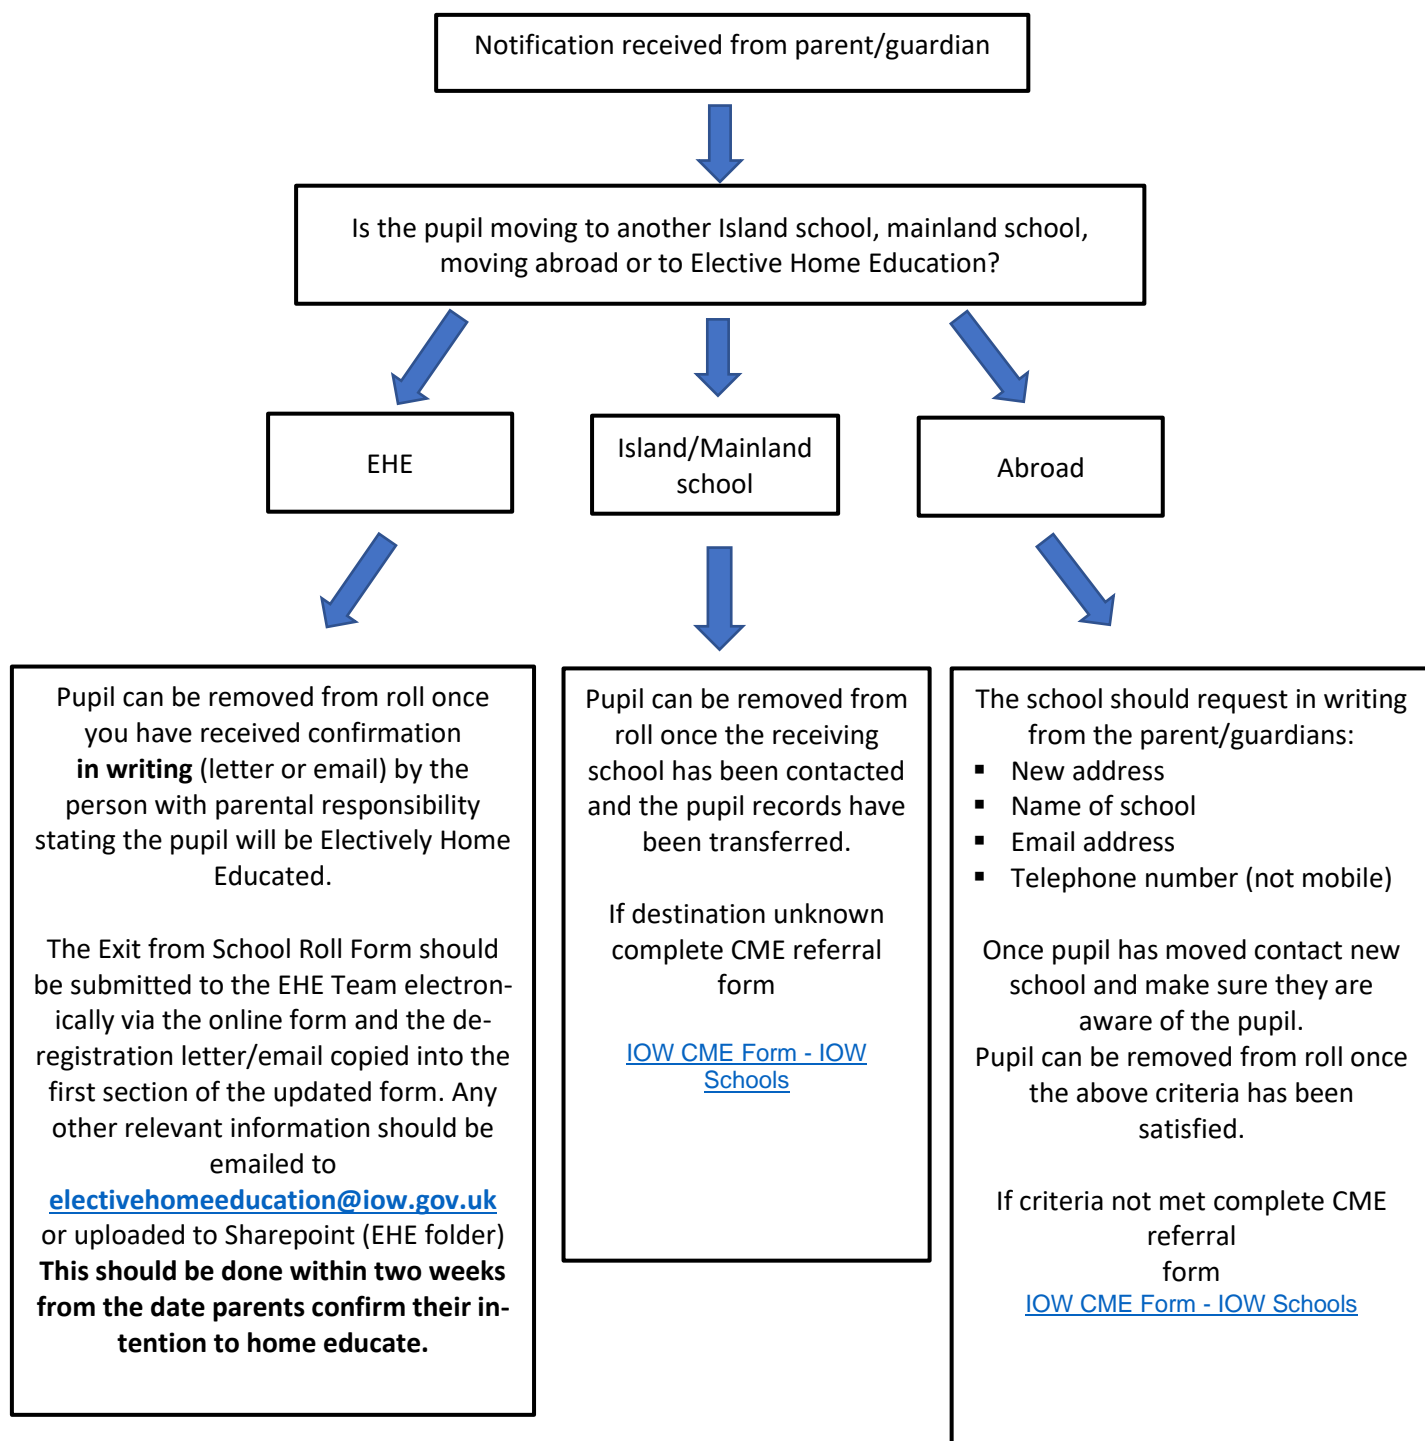 Notification received from parent/guardian
Is the pupil moving to another Island school, mainland school,
moving abroad or to Elective Home Education?
EHE
Island/Mainland
school
Abroad
Pupil can be removed from roll once
you have received confirmation
in writing (letter or email) by the
person with parental responsibility
stating the pupil will be Electively Home
Educated.
The Exit from School Roll Form should
be submitted to the EHE Team electron-
ically via the online form and the de-
registration letter/email copied into the
first section of the updated form. Any
other relevant information should be
emailed to
electivehomeeducation@iow.gov.uk
or uploaded to Sharepoint (EHE folder)
This should be done within two weeks
from the date parents confirm their in-
tention to home educate.
Pupil can be removed from
roll once the receiving
school has been contacted
and the pupil records have
been transferred.
If destination unknown
complete CME referral
form
IOW CME Form - IOW
Schools
The school should request in writing
from the parent/guardians:
▪ New address
▪ Name of school
▪ Email address
▪ Telephone number (not mobile)
Once pupil has moved contact new
school and make sure they are
aware of the pupil.
Pupil can be removed from roll once
the above criteria has been
satisfied.
If criteria not met complete CME
referral
form
IOW CME Form - IOW Schools